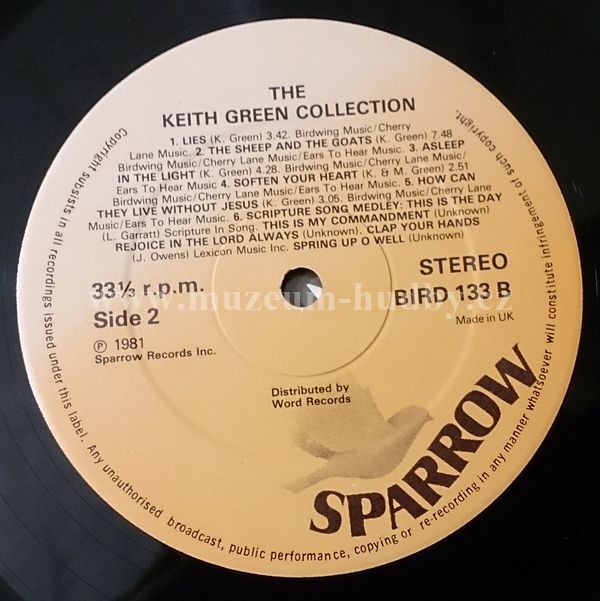 THE
KEITH GREEN COLLECTION
1. LIES (K. Green) 3.42. Birdwing Music/Cherry
Lane Music. 2. THE SHEEP AND THE GOATS (K. Green) 7.48
Birdwing Music/Cherry Lane Music/Ears To Hear Music. 3. ASLEEP
IN THE LIGHT (K. Green) 4.28. Birdwing Music/Cherry Lane Music/
Ears To Hear Music 4. SOFTEN YOUR HEART (K. & M. Green) 2.51
Birdwing Music/Cherry Lane Music/Ears To Hear Music. 5. HOW CAN
THEY LIVE WITHOUT JESUS (K. Green) 3.05. Birdwing Music/Cherry Lane
Music/Ears To Hear Music. 6. SCRIPTURE SONG MEDLEY: THIS IS THE DAY
(L. Garratt) Scripture In Song. THIS IS MY COMMANDMENT (Unknown)
REJOICE IN THE LORD ALWAYS (Unknown). CLAP YOUR HANDS
(J. Owens) Lexicon Music Inc. SPRING UP O WELL (Unknown)
33⅓ r.p.m.
Side 2
℗ 1981
Sparrow Records Inc.
STEREO
BIRD 133 B
Made in UK
www.muzeum-hudby.cz
Distributed by
Word Records
SPARROW
Copyright subsists in all recordings issued under this label. Any unauthorised broadcast, public performance, copying or re-recording in any manner whatsoever will constitute infringement of such copyright.